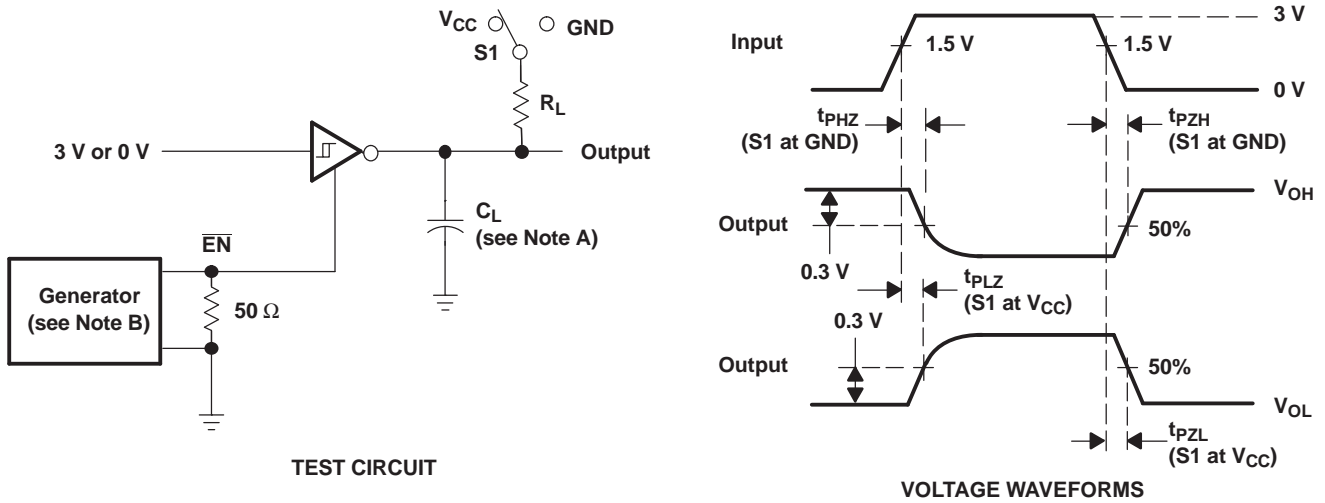 VCC
GND
S1
RL
3 V or 0 V
Output
CL
(see Note A)
EN
Generator
(see Note B)
50 Ω
TEST CIRCUIT
3 V
Input
1.5 V
1.5 V
0 V
tPHZ
(S1 at GND)
tPZH
(S1 at GND)
VOH
Output
50%
0.3 V
tPLZ
(S1 at VCC)
0.3 V
Output
50%
VOL
tPZL
(S1 at VCC)
VOLTAGE WAVEFORMS